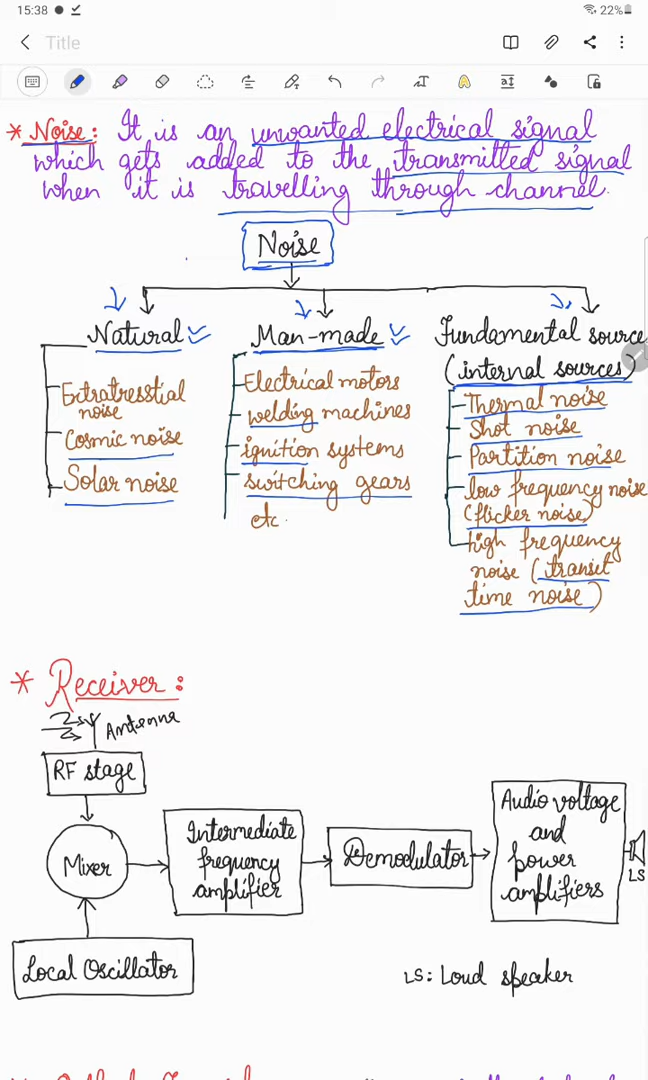 15:38
22%
Title
* Noise: It is an unwanted electrical signal
which gets added to the transmitted signal
when it is travelling through channel.
Noise
Natural
Extratresstial
noise
Cosmic noise
Solar noise
Man-made
Electrical motors
welding machines
ignition systems
switching gears
etc.
Fundamental source
(internal sources)
Thermal noise
Shot noise
Partition noise
low frequency noise
(flicker noise)
high frequency
noise (transit
time noise)
* Receiver:
Antenna
RF stage
Mixer
Local Oscillator
Intermediate
frequency
amplifier
Demodulator
Audio voltage
and
power
amplifiers
LS
LS: Loud speaker